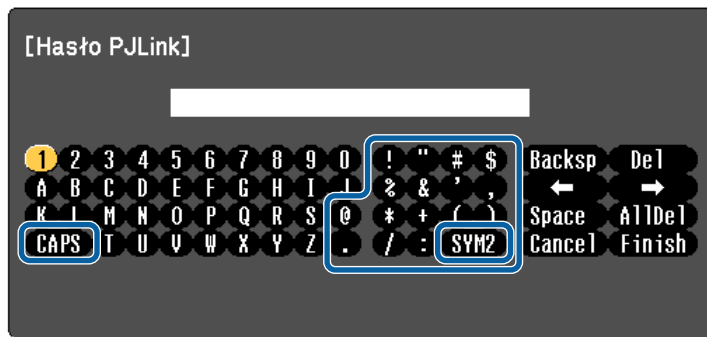 [Hasło PJLink]
1 2 3 4 5 6 7 8 9 0 ! " # $ Backsp Del
A B C D E F G H I J % & ' , ← →
K L M N O P Q R S @ * + ( ) Space AllDel
CAPS T U V W X Y Z . / : SYM2 Cancel Finish